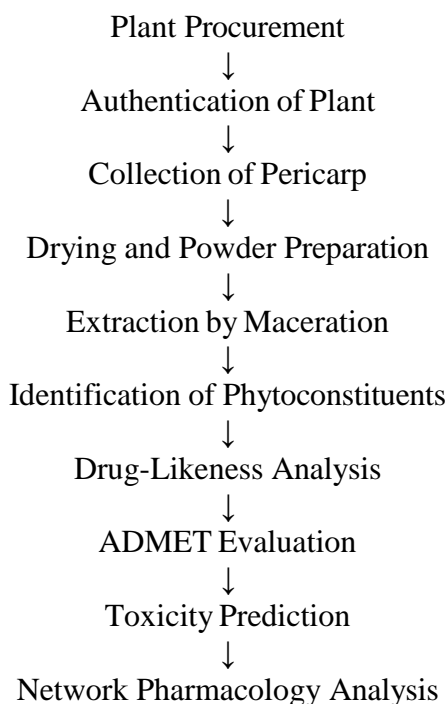 Plant Procurement
↓
Authentication of Plant
↓
Collection of Pericarp
↓
Drying and Powder Preparation
↓
Extraction by Maceration
↓
Identification of Phytoconstituents
↓
Drug-Likeness Analysis
↓
ADMET Evaluation
↓
Toxicity Prediction
↓
Network Pharmacology Analysis